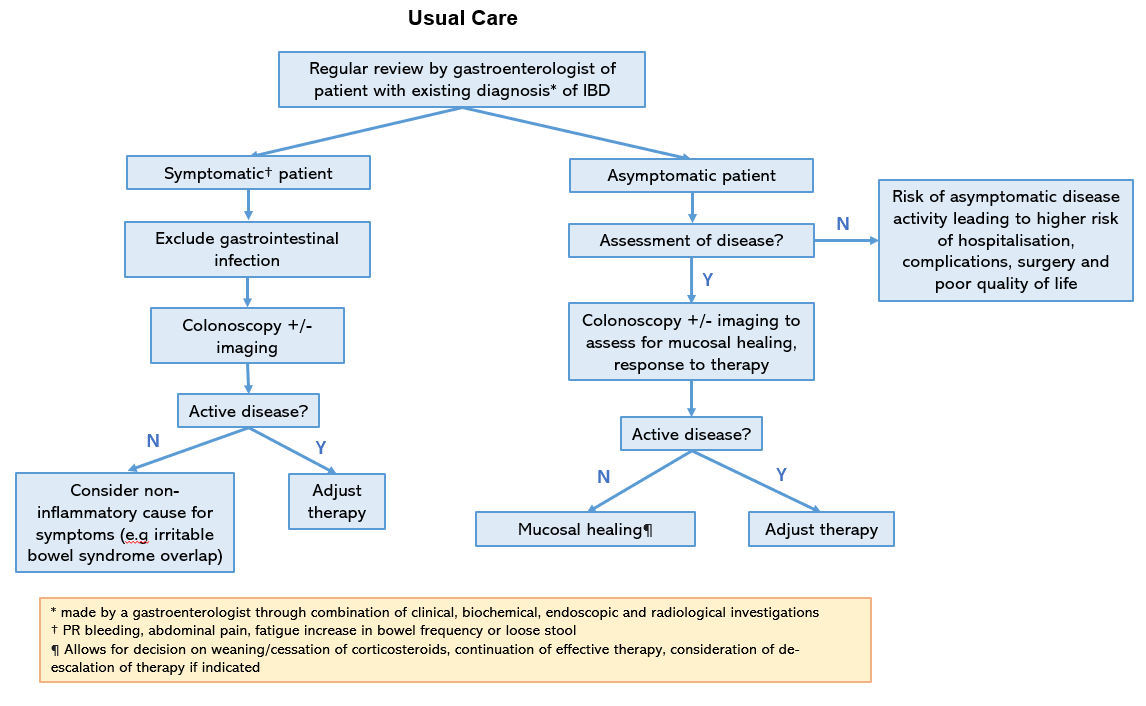 Usual Care
Regular review by gastroenterologist of
patient with existing diagnosis* of IBD
Symptomatic† patient
Exclude gastrointestinal
infection
Colonoscopy +/-
imaging
Active disease?
N
Y
Consider non-
inflammatory cause for
symptoms (e.g irritable
bowel syndrome overlap)
Adjust
therapy
Asymptomatic patient
Assessment of disease?
N
Risk of asymptomatic disease
activity leading to higher risk
of hospitalisation,
complications, surgery and
poor quality of life
Y
Colonoscopy +/- imaging to
assess for mucosal healing,
response to therapy
Active disease?
N
Y
Mucosal healing¶
Adjust therapy
* made by a gastroenterologist through combination of clinical, biochemical, endoscopic and radiological investigations
† PR bleeding, abdominal pain, fatigue increase in bowel frequency or loose stool
¶ Allows for decision on weaning/cessation of corticosteroids, continuation of effective therapy, consideration of de-
escalation of therapy if indicated